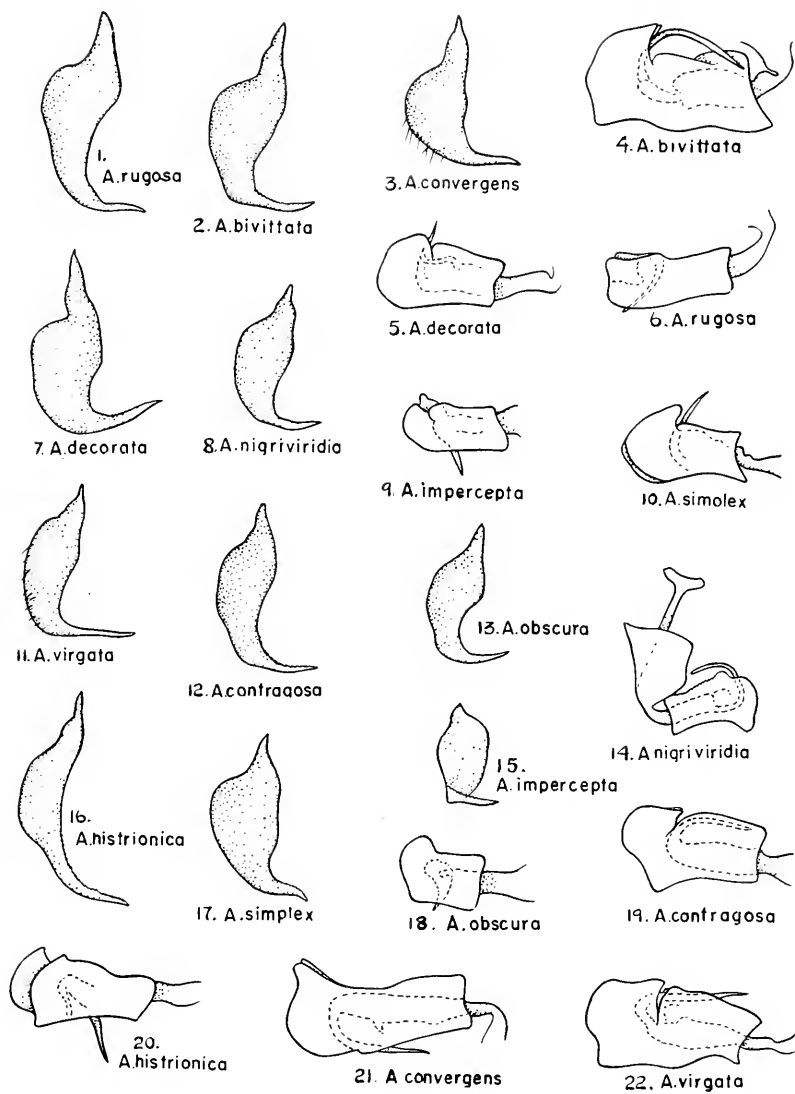 1.
A.rugosa
2. A.bivittata
3. A.convergens
4. A.bivittata
5. A.decorata
6. A.rugosa
7. A.decorata
8. A.nigriviridia
9. A.impercepta
10. A.simolex
11. A.virgata
12. A.contragosa
13. A.obscura
14. A nigriviridia
15.
A.impercepta
16.
A.histrionica
17. A.simplex
18. A.obscura
19. A.contragosa
20.
A.histrionica
21. A convergens
22. A.virgata